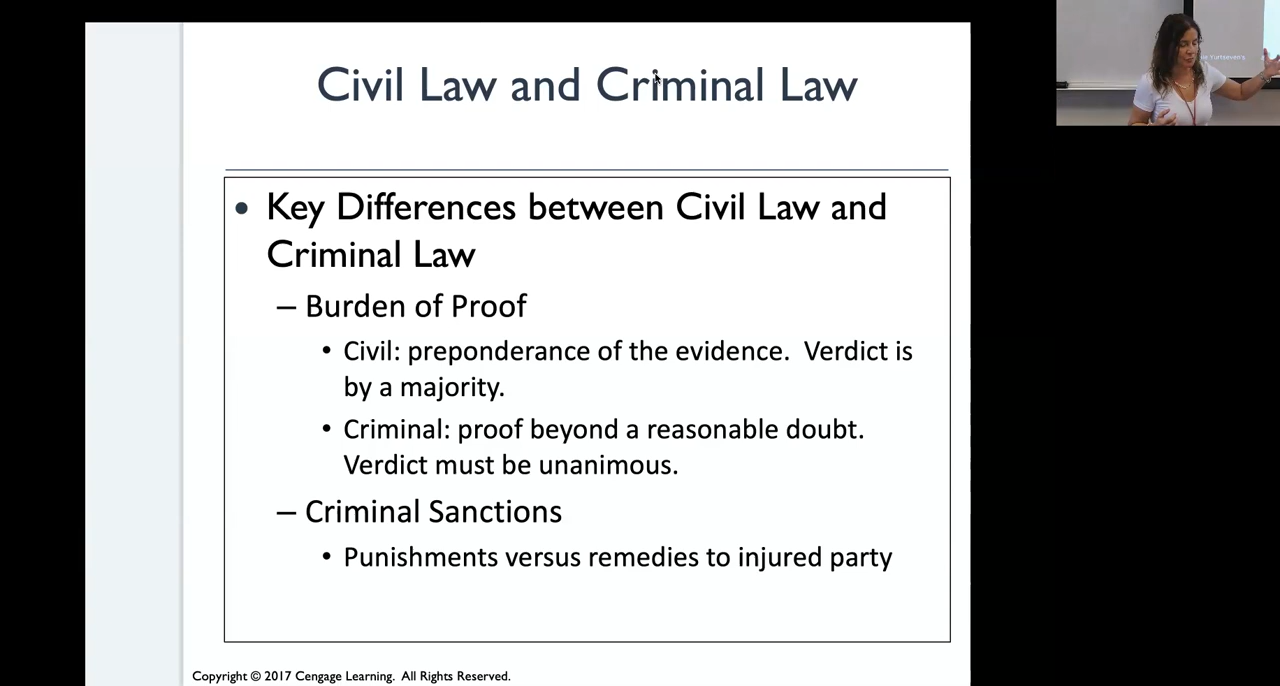 Civil Law and Criminal Law
• Key Differences between Civil Law and
Criminal Law
– Burden of Proof
• Civil: preponderance of the evidence.  Verdict is
by a majority.
• Criminal: proof beyond a reasonable doubt.
Verdict must be unanimous.
– Criminal Sanctions
• Punishments versus remedies to injured party
Copyright © 2017 Cengage Learning.  All Rights Reserved.